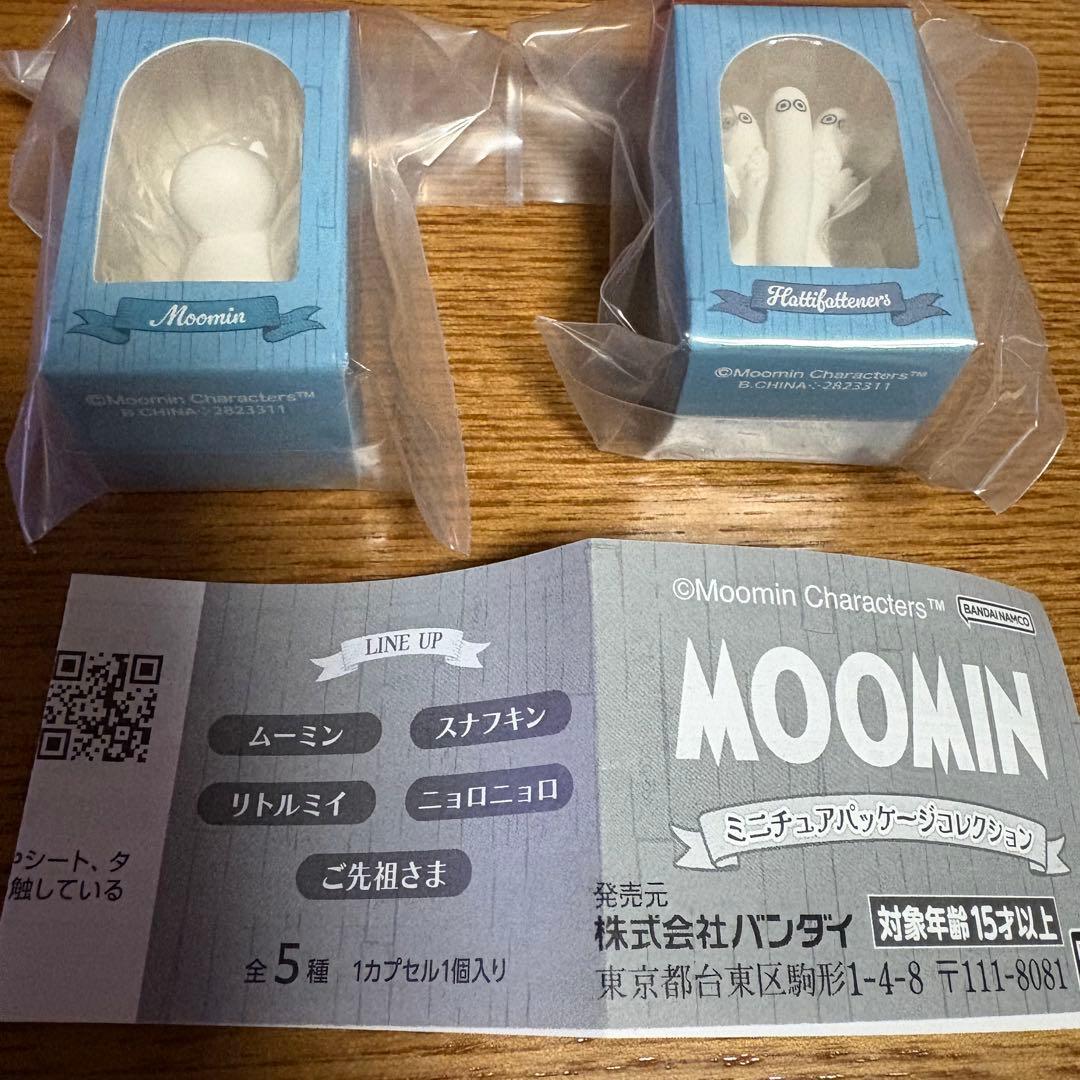 Moomin
©Moomin Characters™
B.CHINA 2823311
Hattifatteners
©Moomin Characters™
B.CHINA 2823311
LINE UP
ムーミン
スナフキン
リトルミイ
ニョロニョロ
ご先祖さま
全5種 1カプセル1個入り
シート、タ
触している
©Moomin Characters™
BANDAI NAMCO
MOOMIN
ミニチュアパッケージコレクション
発売元
株式会社バンダイ 対象年齢15才以上
東京都台東区駒形1-4-8 〒111-8081